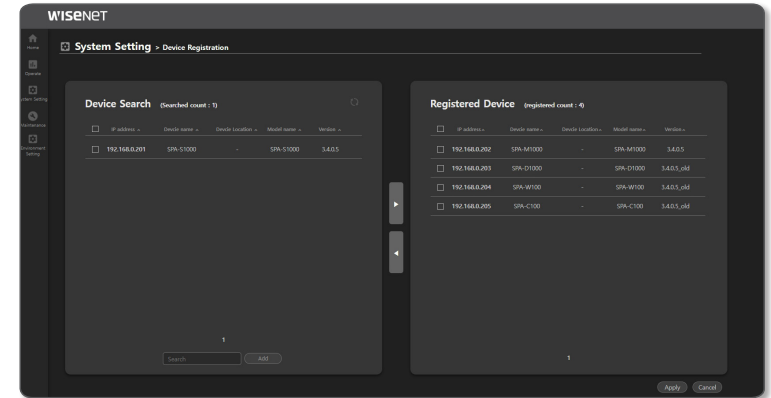 WISENET
Home
Operate
System Setting
Maintenance
Environment
Setting
System Setting > Device Registration
Device Search (Searched count : 1)
IP address Device name Device Location Model name Version
192.168.0.201 SPA-S1000 - SPA-S1000 3.4.0.5
1
Search Add
Registered Device (registered count : 4)
IP address Device name Device Location Model name Version
192.168.0.202 SPA-M1000 - SPA-M1000 3.4.0.5
192.168.0.203 SPA-D1000 - SPA-D1000 3.4.0.5_old
192.168.0.204 SPA-W100 - SPA-W100 3.4.0.5_old
192.168.0.205 SPA-C100 - SPA-C100 3.4.0.5_old
1
Apply Cancel